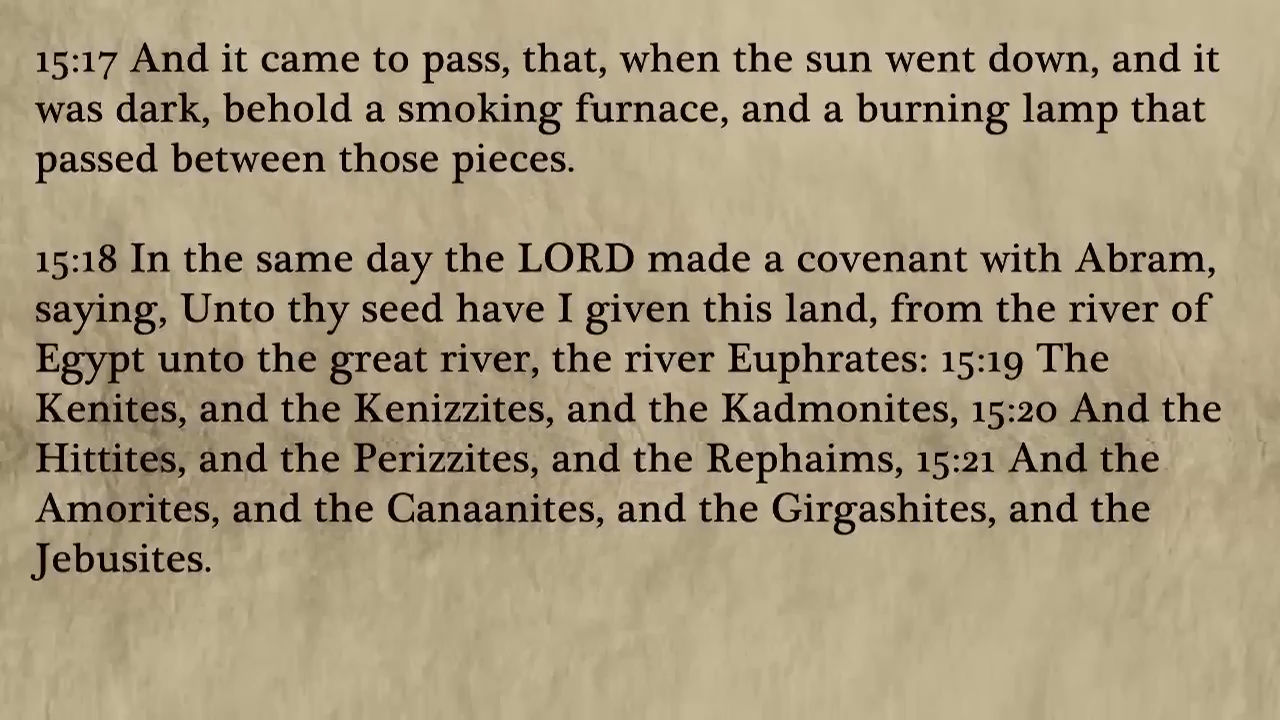 15:17 And it came to pass, that, when the sun went down, and it
was dark, behold a smoking furnace, and a burning lamp that
passed between those pieces.
15:18 In the same day the LORD made a covenant with Abram,
saying, Unto thy seed have I given this land, from the river of
Egypt unto the great river, the river Euphrates: 15:19 The
Kenites, and the Kenizzites, and the Kadmonites, 15:20 And the
Hittites, and the Perizzites, and the Rephaims, 15:21 And the
Amorites, and the Canaanites, and the Girgashites, and the
Jebusites.